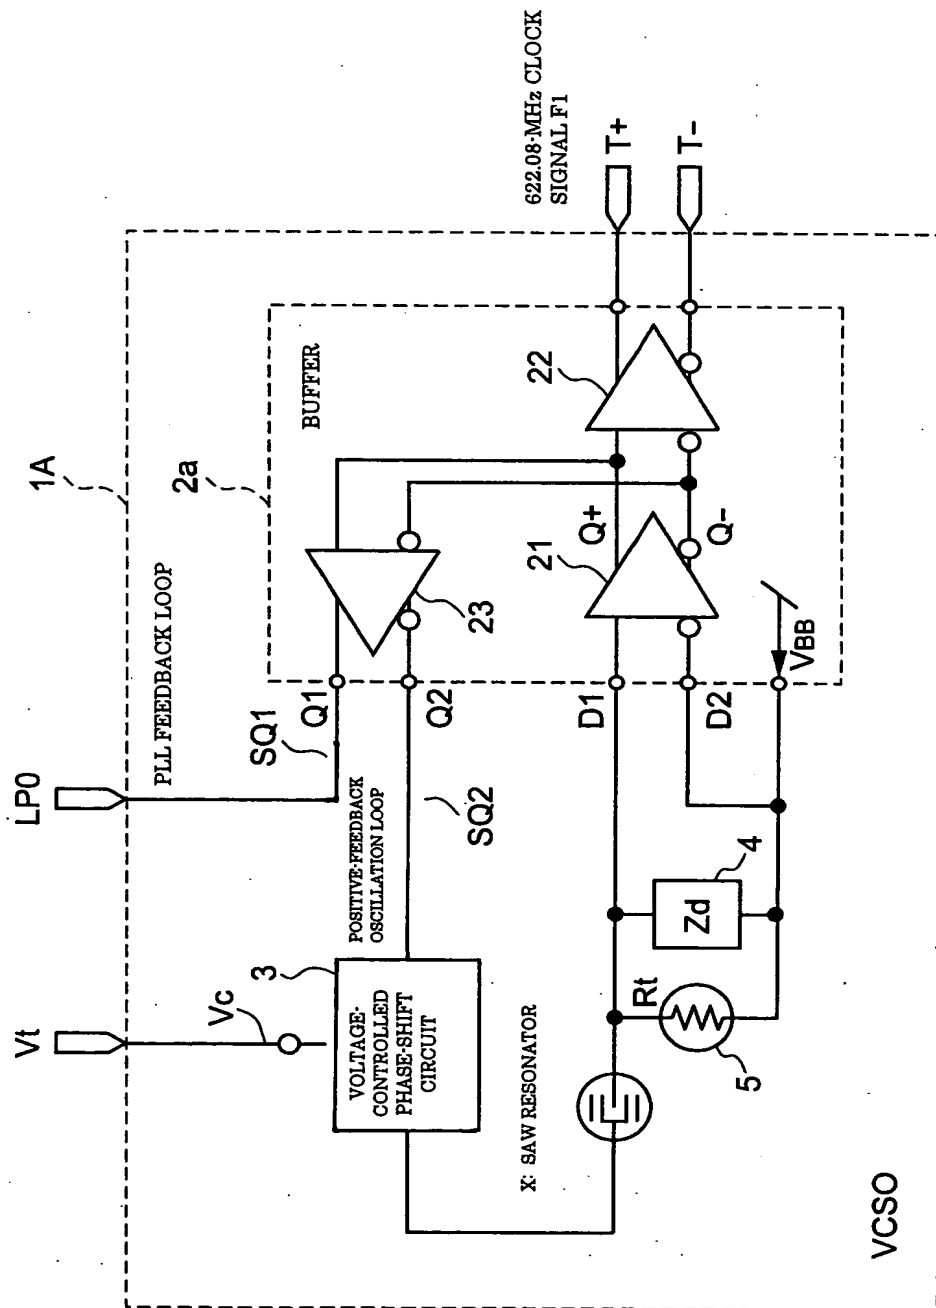 1A
LP0
Vt
PLL FEEDBACK LOOP
2a
BUFFER
622.08-MHz CLOCK
SIGNAL F1
T+
T-
SQ1
Q1
Q2
SQ2
23
POSITIVE-FEEDBACK
OSCILLATION LOOP
Vc
3
VOLTAGE-
CONTROLLED
PHASE-SHIFT
CIRCUIT
22
21
Q+
Q-
D1
D2
VBB
Zd
4
Rt
5
X: SAW RESONATOR
VCSO